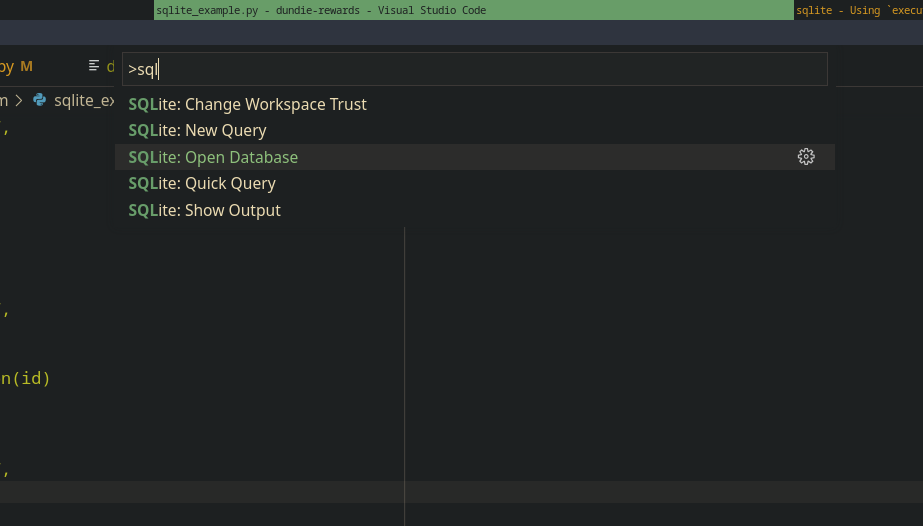 sqlite_example.py - dundie-rewards - Visual Studio Code
sqlite - Using `execu
py M
d
>sql
m > sqlite_ex
SQLite: Change Workspace Trust
,
SQLite: New Query
SQLite: Open Database
SQLite: Quick Query
SQLite: Show Output
,
n(id)
,